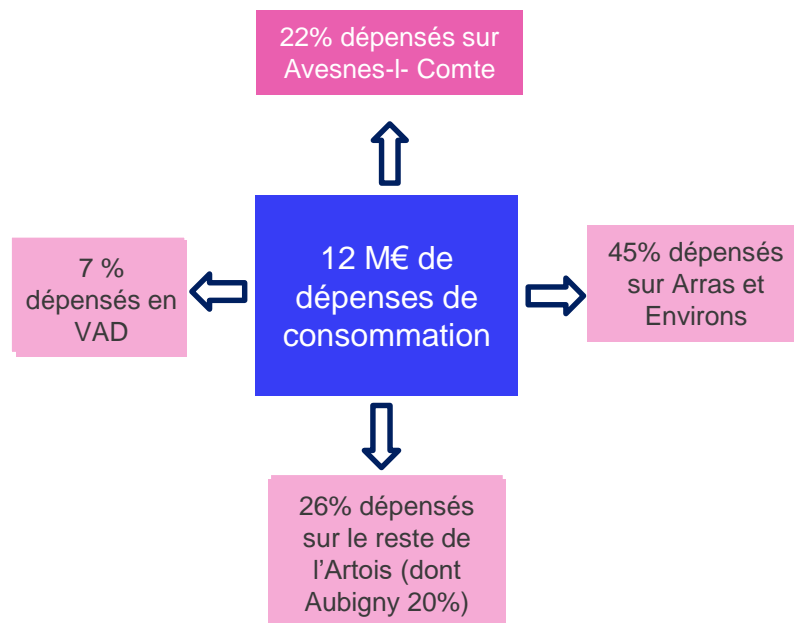 22% dépensés sur
Avesnes-l- Comte
7 %
dépensés en
VAD
12 M€ de
dépenses de
consommation
45% dépensés
sur Arras et
Environs
26% dépensés
sur le reste de
l’Artois (dont
Aubigny 20%)